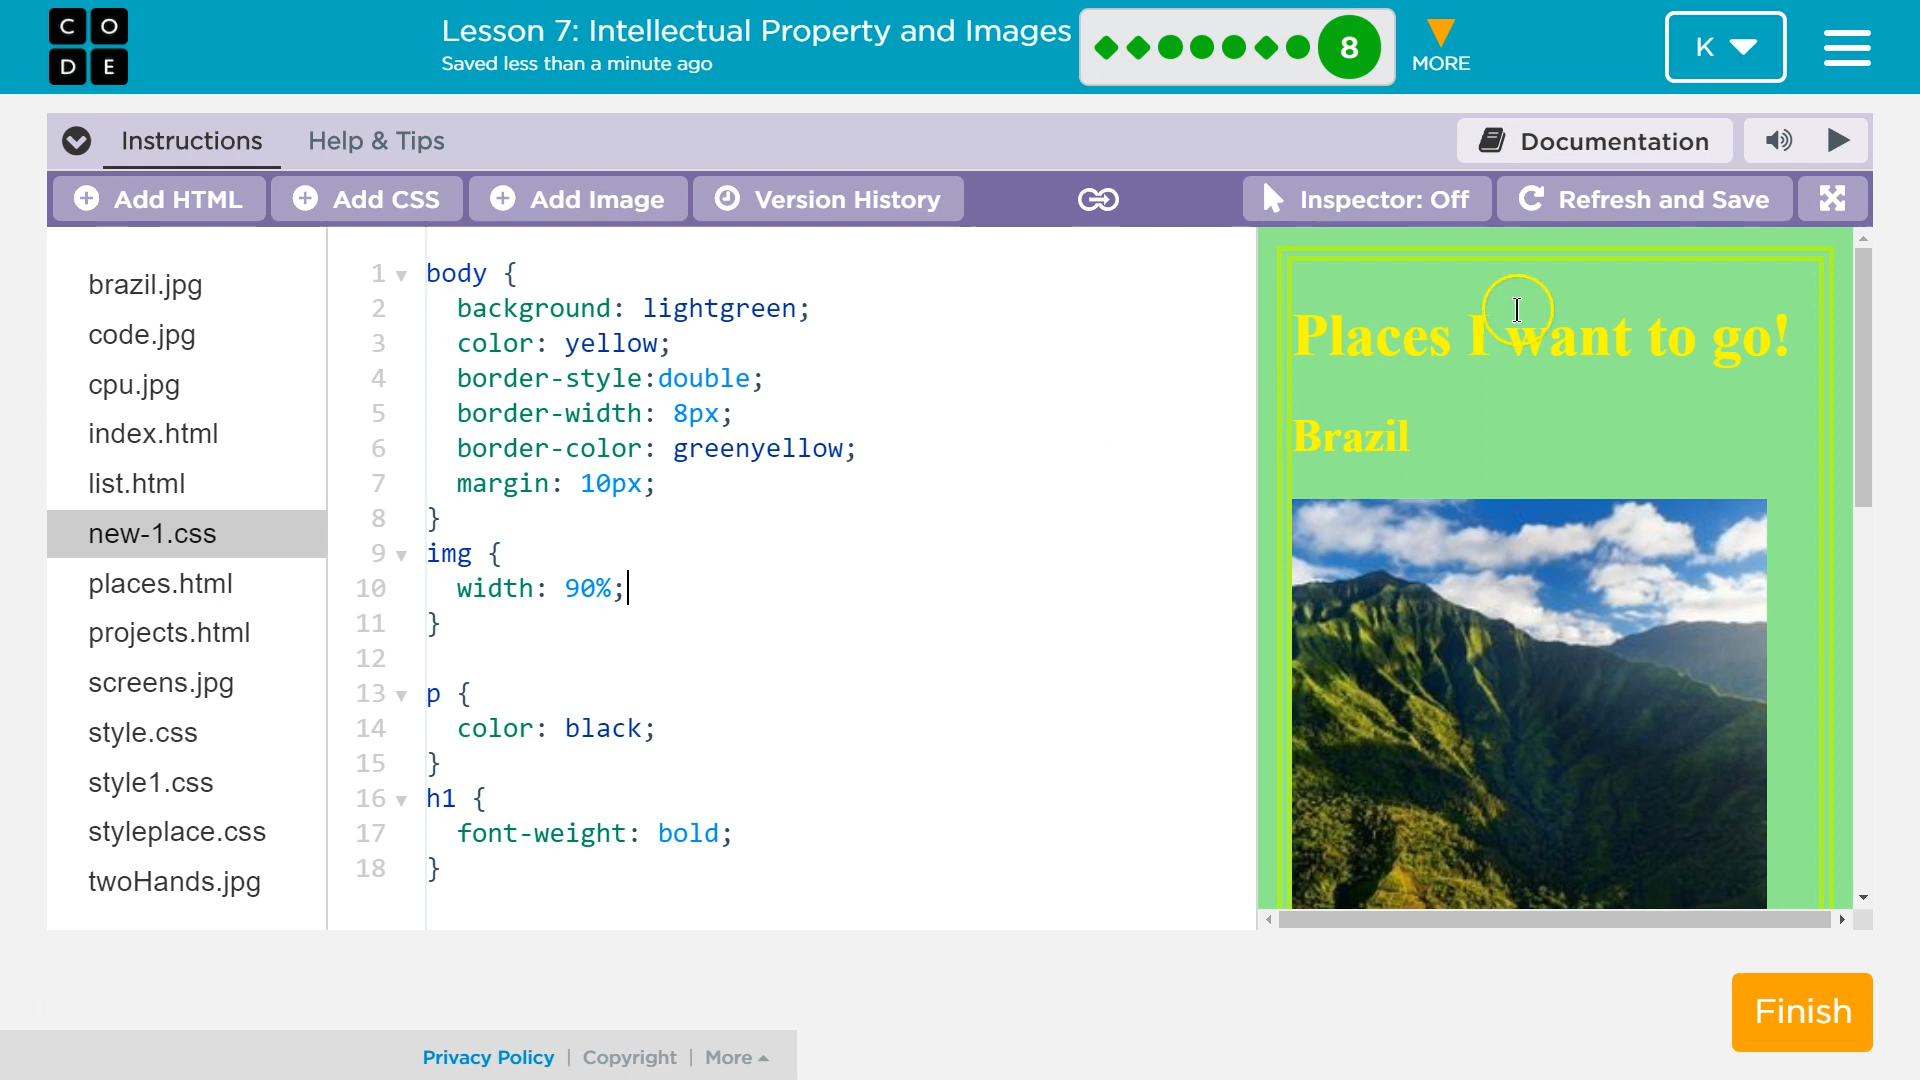 CODE
Lesson 7: Intellectual Property and Images
Saved less than a minute ago
8
MORE
K
Instructions
Help & Tips
Documentation
Add HTML
Add CSS
Add Image
Version History
Inspector: Off
Refresh and Save
brazil.jpg
code.jpg
cpu.jpg
index.html
list.html
new-1.css
places.html
projects.html
screens.jpg
style.css
style1.css
styleplace.css
twoHands.jpg
1 body {
2 background: lightgreen;
3 color: yellow;
4 border-style:double;
5 border-width: 8px;
6 border-color: greenyellow;
7 margin: 10px;
8 }
9 img {
10 width: 90%;
11 }
12
13 p {
14 color: black;
15 }
16 h1 {
17 font-weight: bold;
18 }
Places I want to go!
Brazil
Finish
Privacy Policy | Copyright | More